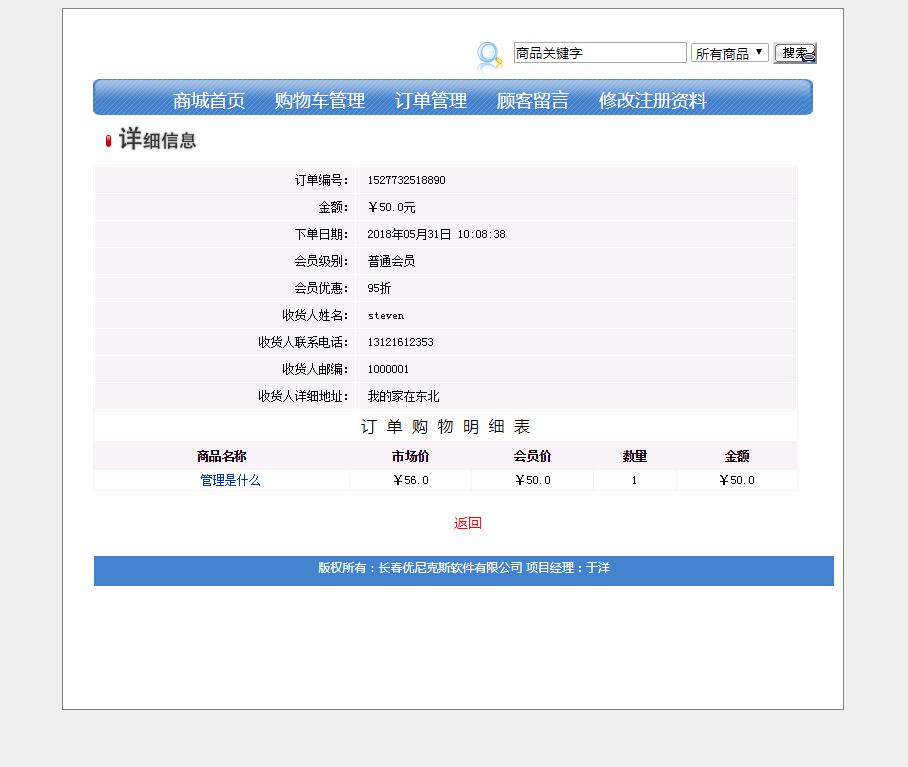 商品关键字 所有商品 搜索
商城首页 购物车管理 订单管理 顾客留言 修改注册资料
详细信息
订单编号： 1527732518890
金额： ￥50.0元
下单日期： 2018年05月31日 10:08:38
会员级别： 普通会员
会员优惠： 95折
收货人姓名： steven
收货人联系电话： 13121612353
收货人邮编： 1000001
收货人详细地址： 我的家在东北
订 单 购 物 明 细 表
商品名称 市场价 会员价 数量 金额
管理是什么 ￥56.0 ￥50.0 1 ￥50.0
返回
版权所有：长春优尼克斯软件有限公司 项目经理：于洋